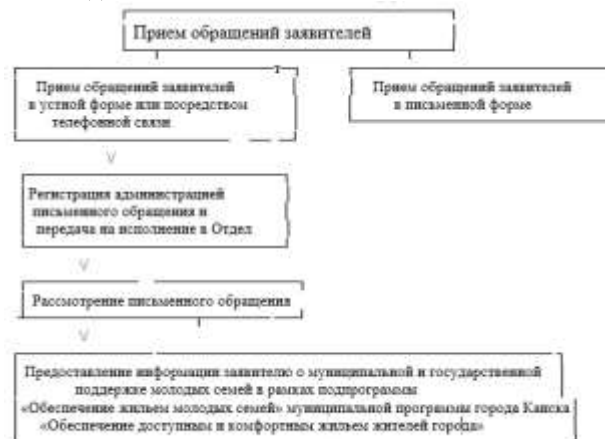 Прием обращений заявителей
Прием обращений заявителей
в устной форме или посредством
телефонной связи
Прием обращений заявителей
в письменной форме
Регистрация администрацией
письменного обращения и
передача на исполнение в Отдел
Рассмотрение письменного обращения
Предоставление информации заявителю о муниципальной и государственной
поддержке молодых семей в рамках подпрограммы
«Обеспечение жильем молодых семей» муниципальной программы города Канска
«Обеспечение доступным и комфортным жильем жителей города»